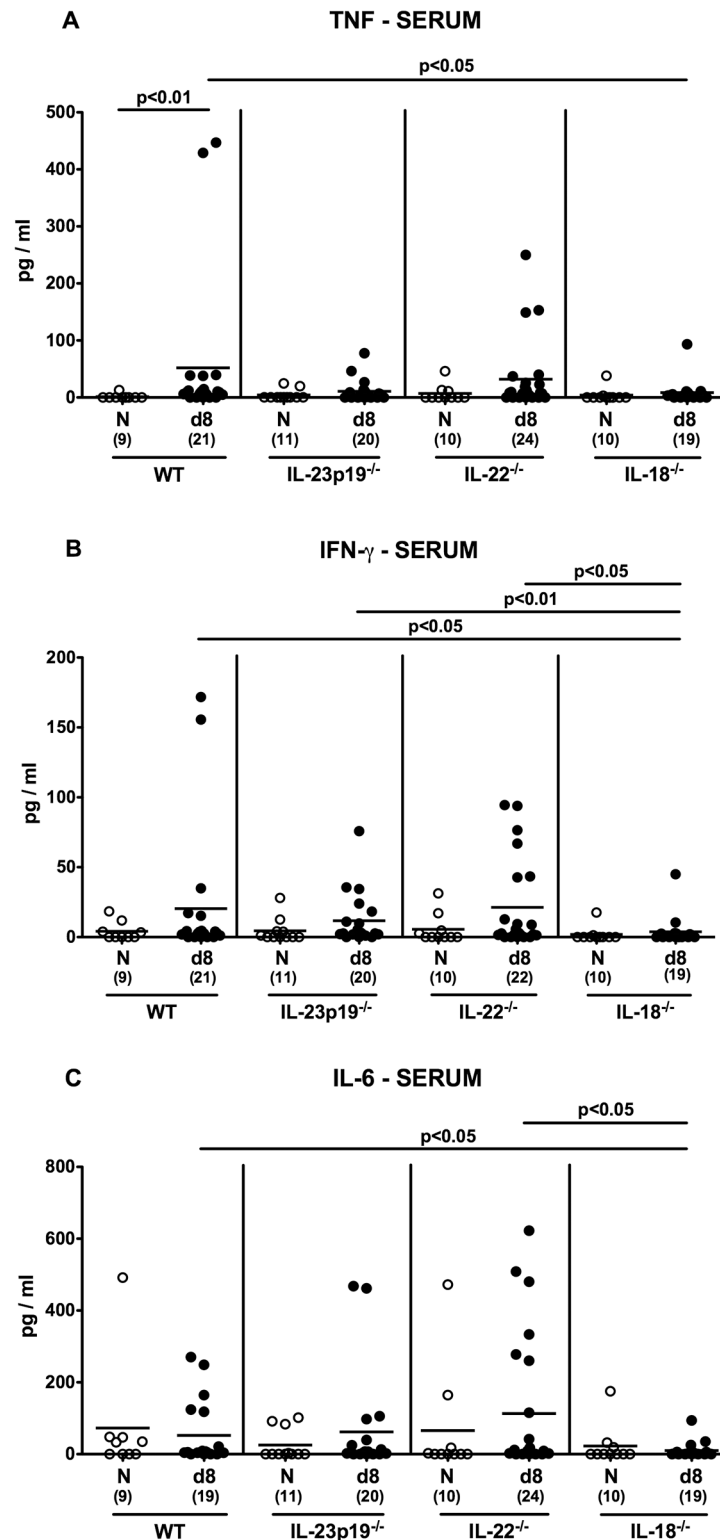 A
TNF - SERUM
p<0.05
p<0.01
500
400
300
200
100
0
pg / ml
N d8 N d8 N d8 N d8
(9) (21) (11) (20) (10) (24) (10) (19)
WT IL-23p19-/- IL-22-/- IL-18-/-
B
IFN-γ - SERUM
p<0.05
p<0.01
p<0.05
200
150
100
50
0
pg / ml
N d8 N d8 N d8 N d8
(9) (21) (11) (20) (10) (22) (10) (19)
WT IL-23p19-/- IL-22-/- IL-18-/-
C
IL-6 - SERUM
p<0.05
p<0.05
800
600
400
200
0
pg / ml
N d8 N d8 N d8 N d8
(9) (19) (11) (20) (10) (24) (10) (19)
WT IL-23p19-/- IL-22-/- IL-18-/-